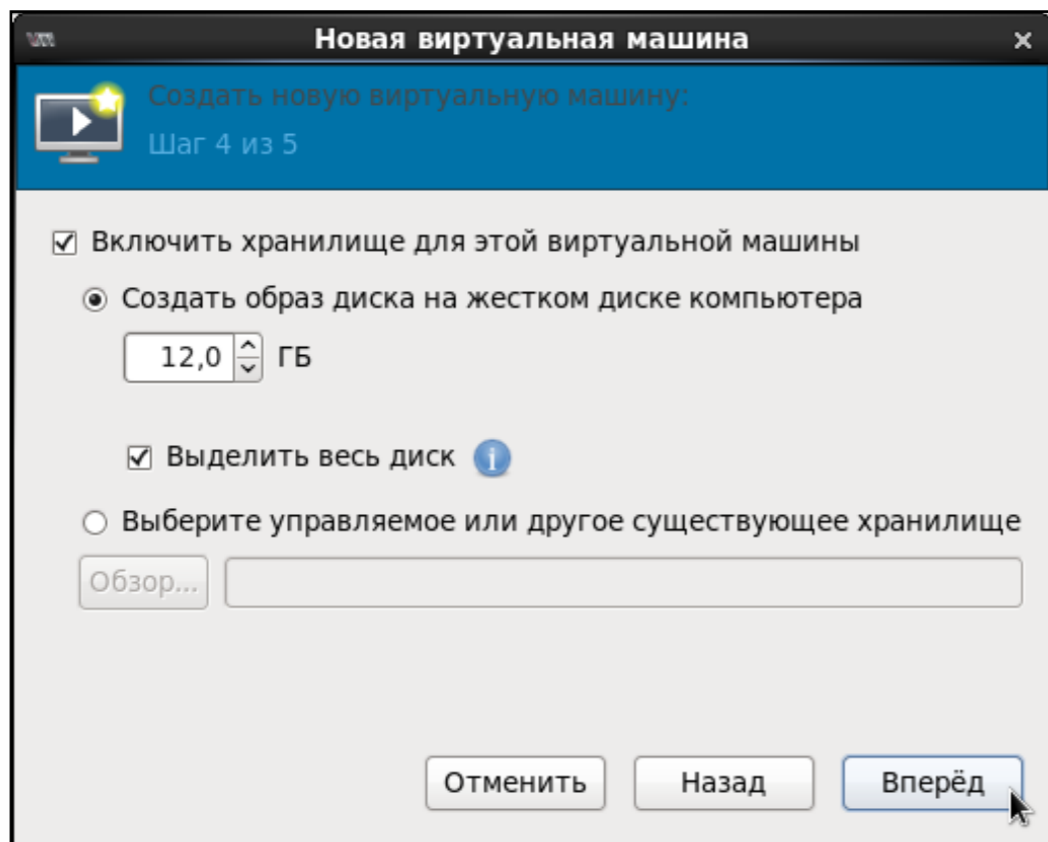 Новая виртуальная машина
Создать новую виртуальную машину:
Шаг 4 из 5
Включить хранилище для этой виртуальной машины
Создать образ диска на жестком диске компьютера
12,0 ГБ
Выделить весь диск
Выберите управляемое или другое существующее хранилище
Обзор...
Отменить Назад Вперёд